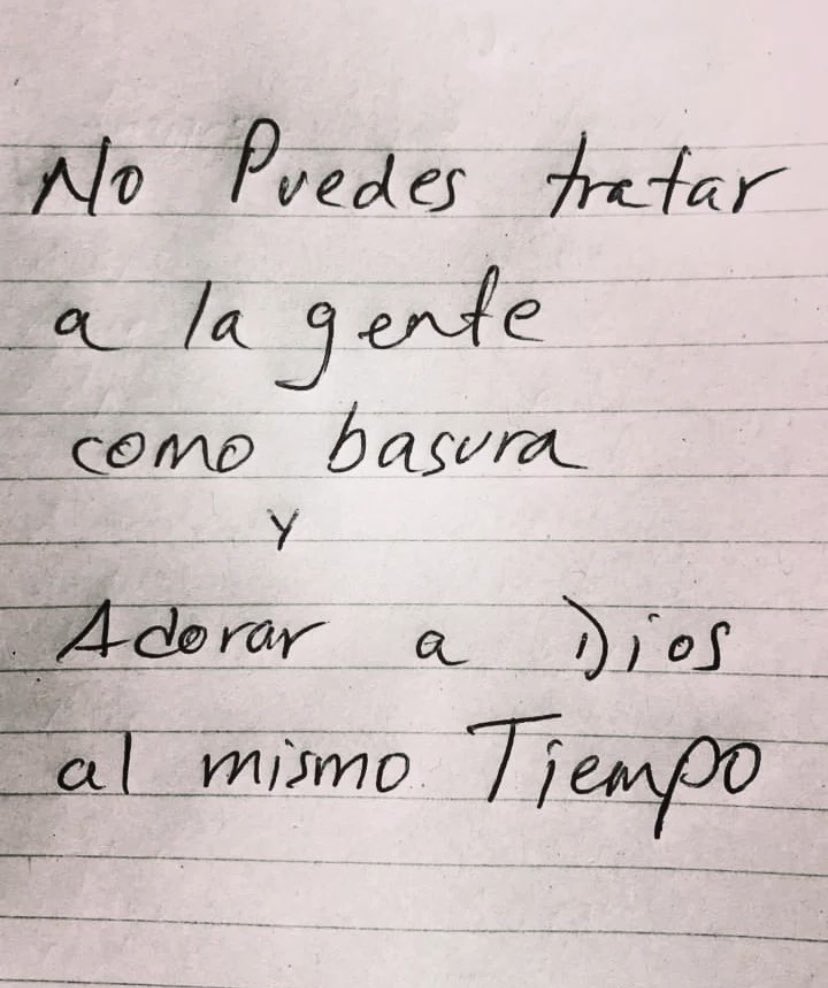 No Puedes tratar
a la gente
como basura
y
Adorar a Dios
al mismo Tiempo